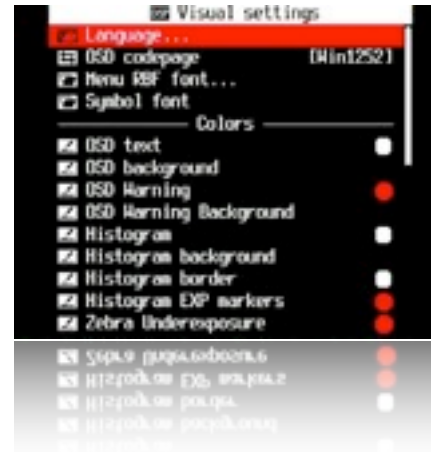 Visual settings
Language...
OSD codepage [Win1252]
Menu RBF font...
Symbol font
Colors
OSD text
OSD background
OSD Warning
OSD Warning Background
Histogram
Histogram background
Histogram border
Histogram EXP markers
Zebra Underexposure